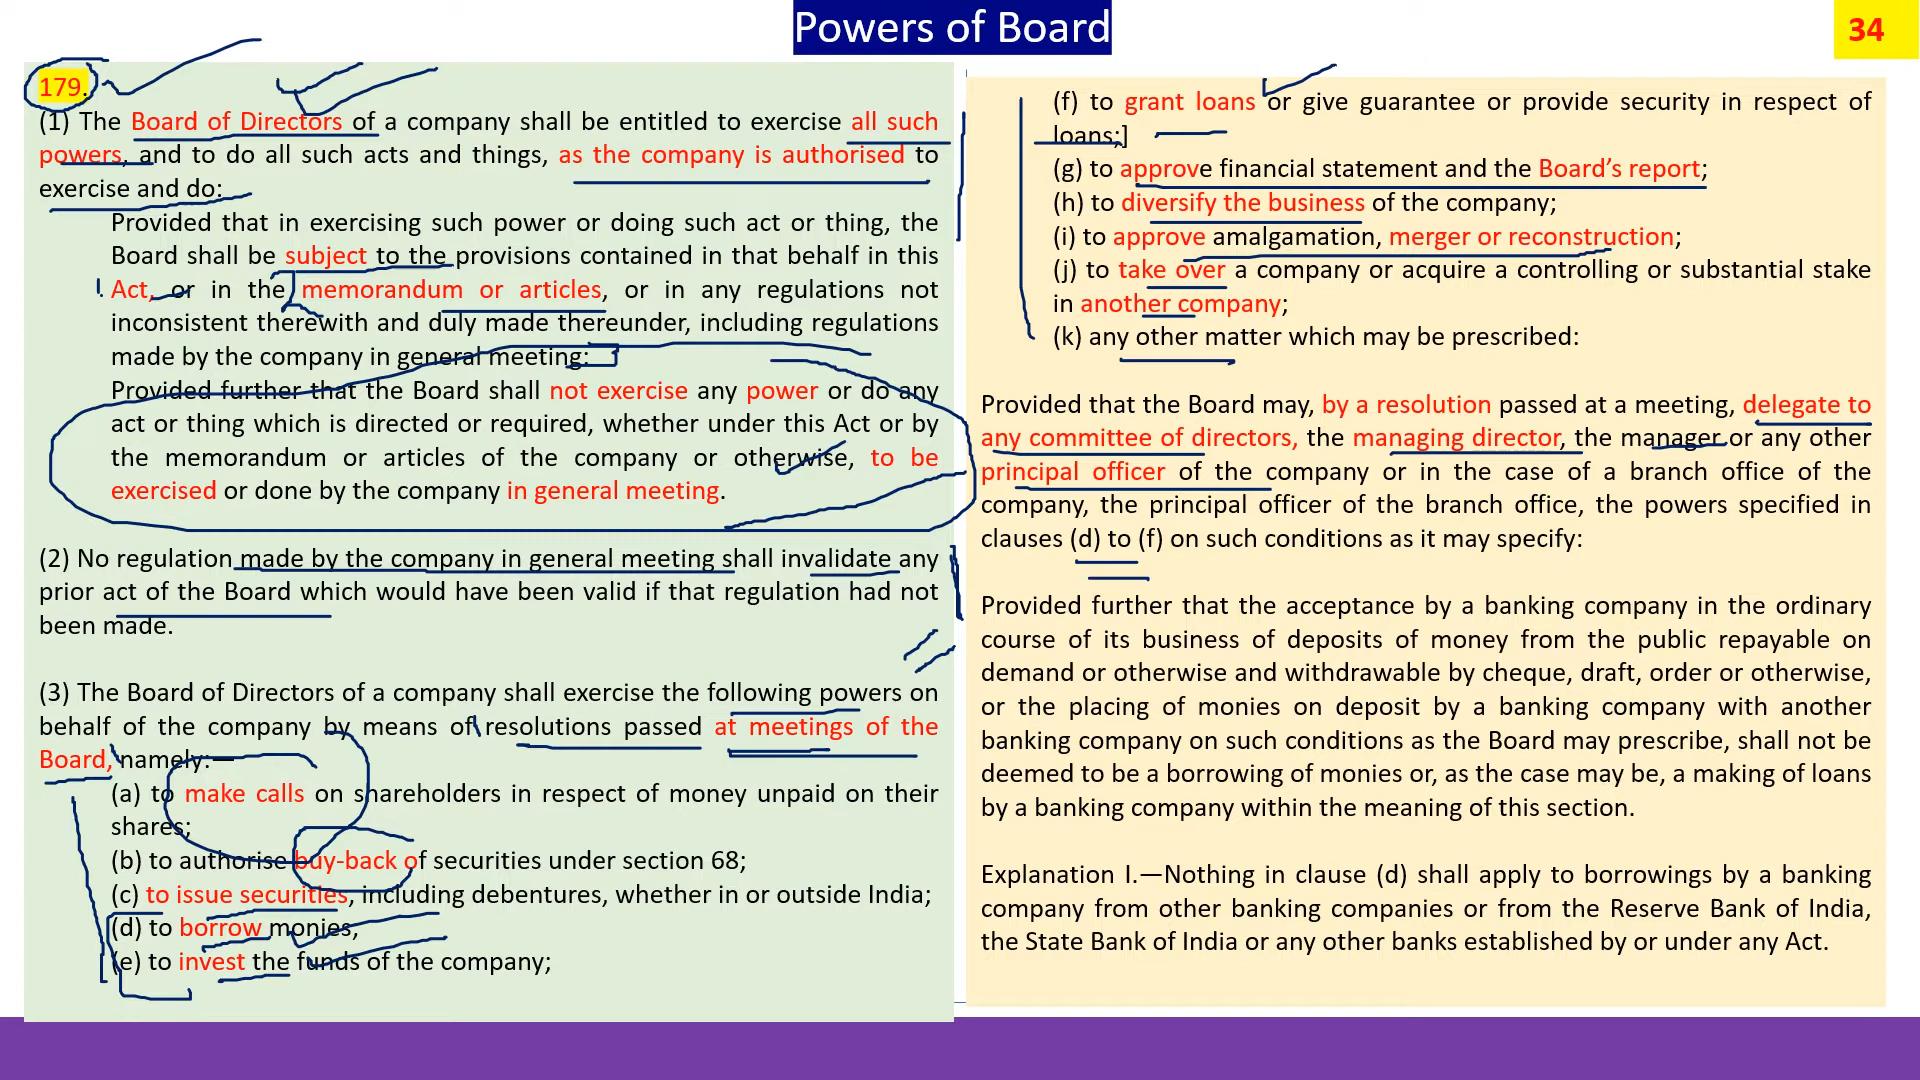 Powers of Board
34
179.
(1) The Board of Directors of a company shall be entitled to exercise all such
powers, and to do all such acts and things, as the company is authorised to
exercise and do:
Provided that in exercising such power or doing such act or thing, the
Board shall be subject to the provisions contained in that behalf in this
Act, or in the memorandum or articles, or in any regulations not
inconsistent therewith and duly made thereunder, including regulations
made by the company in general meeting:
Provided further that the Board shall not exercise any power or do any
act or thing which is directed or required, whether under this Act or by
the memorandum or articles of the company or otherwise, to be
exercised or done by the company in general meeting.
(2) No regulation made by the company in general meeting shall invalidate any
prior act of the Board which would have been valid if that regulation had not
been made.
(3) The Board of Directors of a company shall exercise the following powers on
behalf of the company by means of resolutions passed at meetings of the
Board, namely:—
(a) to make calls on shareholders in respect of money unpaid on their
shares;
(b) to authorise buy-back of securities under section 68;
(c) to issue securities, including debentures, whether in or outside India;
(d) to borrow monies,
(e) to invest the funds of the company;
(f) to grant loans or give guarantee or provide security in respect of
loans;]
(g) to approve financial statement and the Board's report;
(h) to diversify the business of the company;
(i) to approve amalgamation, merger or reconstruction;
(j) to take over a company or acquire a controlling or substantial stake
in another company;
(k) any other matter which may be prescribed:
Provided that the Board may, by a resolution passed at a meeting, delegate to
any committee of directors, the managing director, the manager or any other
principal officer of the company or in the case of a branch office of the
company, the principal officer of the branch office, the powers specified in
clauses (d) to (f) on such conditions as it may specify:
Provided further that the acceptance by a banking company in the ordinary
course of its business of deposits of money from the public repayable on
demand or otherwise and withdrawable by cheque, draft, order or otherwise,
or the placing of monies on deposit by a banking company with another
banking company on such conditions as the Board may prescribe, shall not be
deemed to be a borrowing of monies or, as the case may be, a making of loans
by a banking company within the meaning of this section.
Explanation I.—Nothing in clause (d) shall apply to borrowings by a banking
company from other banking companies or from the Reserve Bank of India,
the State Bank of India or any other banks established by or under any Act.